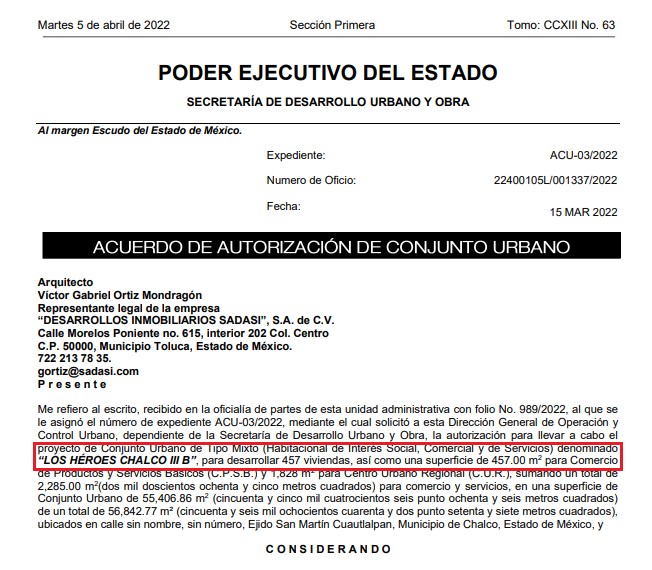 Martes 5 de abril de 2022 Sección Primera Tomo: CCXIII No. 63
PODER EJECUTIVO DEL ESTADO
SECRETARÍA DE DESARROLLO URBANO Y OBRA
Al margen Escudo del Estado de México.
Expediente: ACU-03/2022
Numero de Oficio: 22400105L/001337/2022
Fecha: 15 MAR 2022
ACUERDO DE AUTORIZACIÓN DE CONJUNTO URBANO
Arquitecto
Víctor Gabriel Ortiz Mondragón
Representante legal de la empresa
“DESARROLLOS INMOBILIARIOS SADASI”, S.A. de C.V.
Calle Morelos Poniente no. 615, interior 202 Col. Centro
C.P. 50000, Municipio Toluca, Estado de México.
722 213 78 35.
gortiz@sadasi.com
P r e s e n t e
Me refiero al escrito, recibido en la oficialía de partes de esta unidad administrativa con folio No. 989/2022, al que se
le asignó el número de expediente ACU-03/2022, mediante el cual solicitó a esta Dirección General de Operación y
Control Urbano, dependiente de la Secretaría de Desarrollo Urbano y Obra, la autorización para llevar a cabo el
proyecto de Conjunto Urbano de Tipo Mixto (Habitacional de Interés Social, Comercial y de Servicios) denominado
“LOS HÉROES CHALCO III B”, para desarrollar 457 viviendas, así como una superficie de 457.00 m² para Comercio
de Productos y Servicios Básicos (C.P.S.B.) y 1,828 m² para Centro Urbano Regional (C.U.R.), sumando un total de
2,285.00 m²(dos mil doscientos ochenta y cinco metros cuadrados) para comercio y servicios, en una superficie de
Conjunto Urbano de 55,406.86 m² (cincuenta y cinco mil cuatrocientos seis punto ochenta y seis metros cuadrados)
de un total de 56,842.77 m² (cincuenta y seis mil ochocientos cuarenta y dos punto setenta y siete metros cuadrados),
ubicados en calle sin nombre, sin número, Ejido San Martín Cuautlalpan, Municipio de Chalco, Estado de México, y
C O N S I D E R A N D O